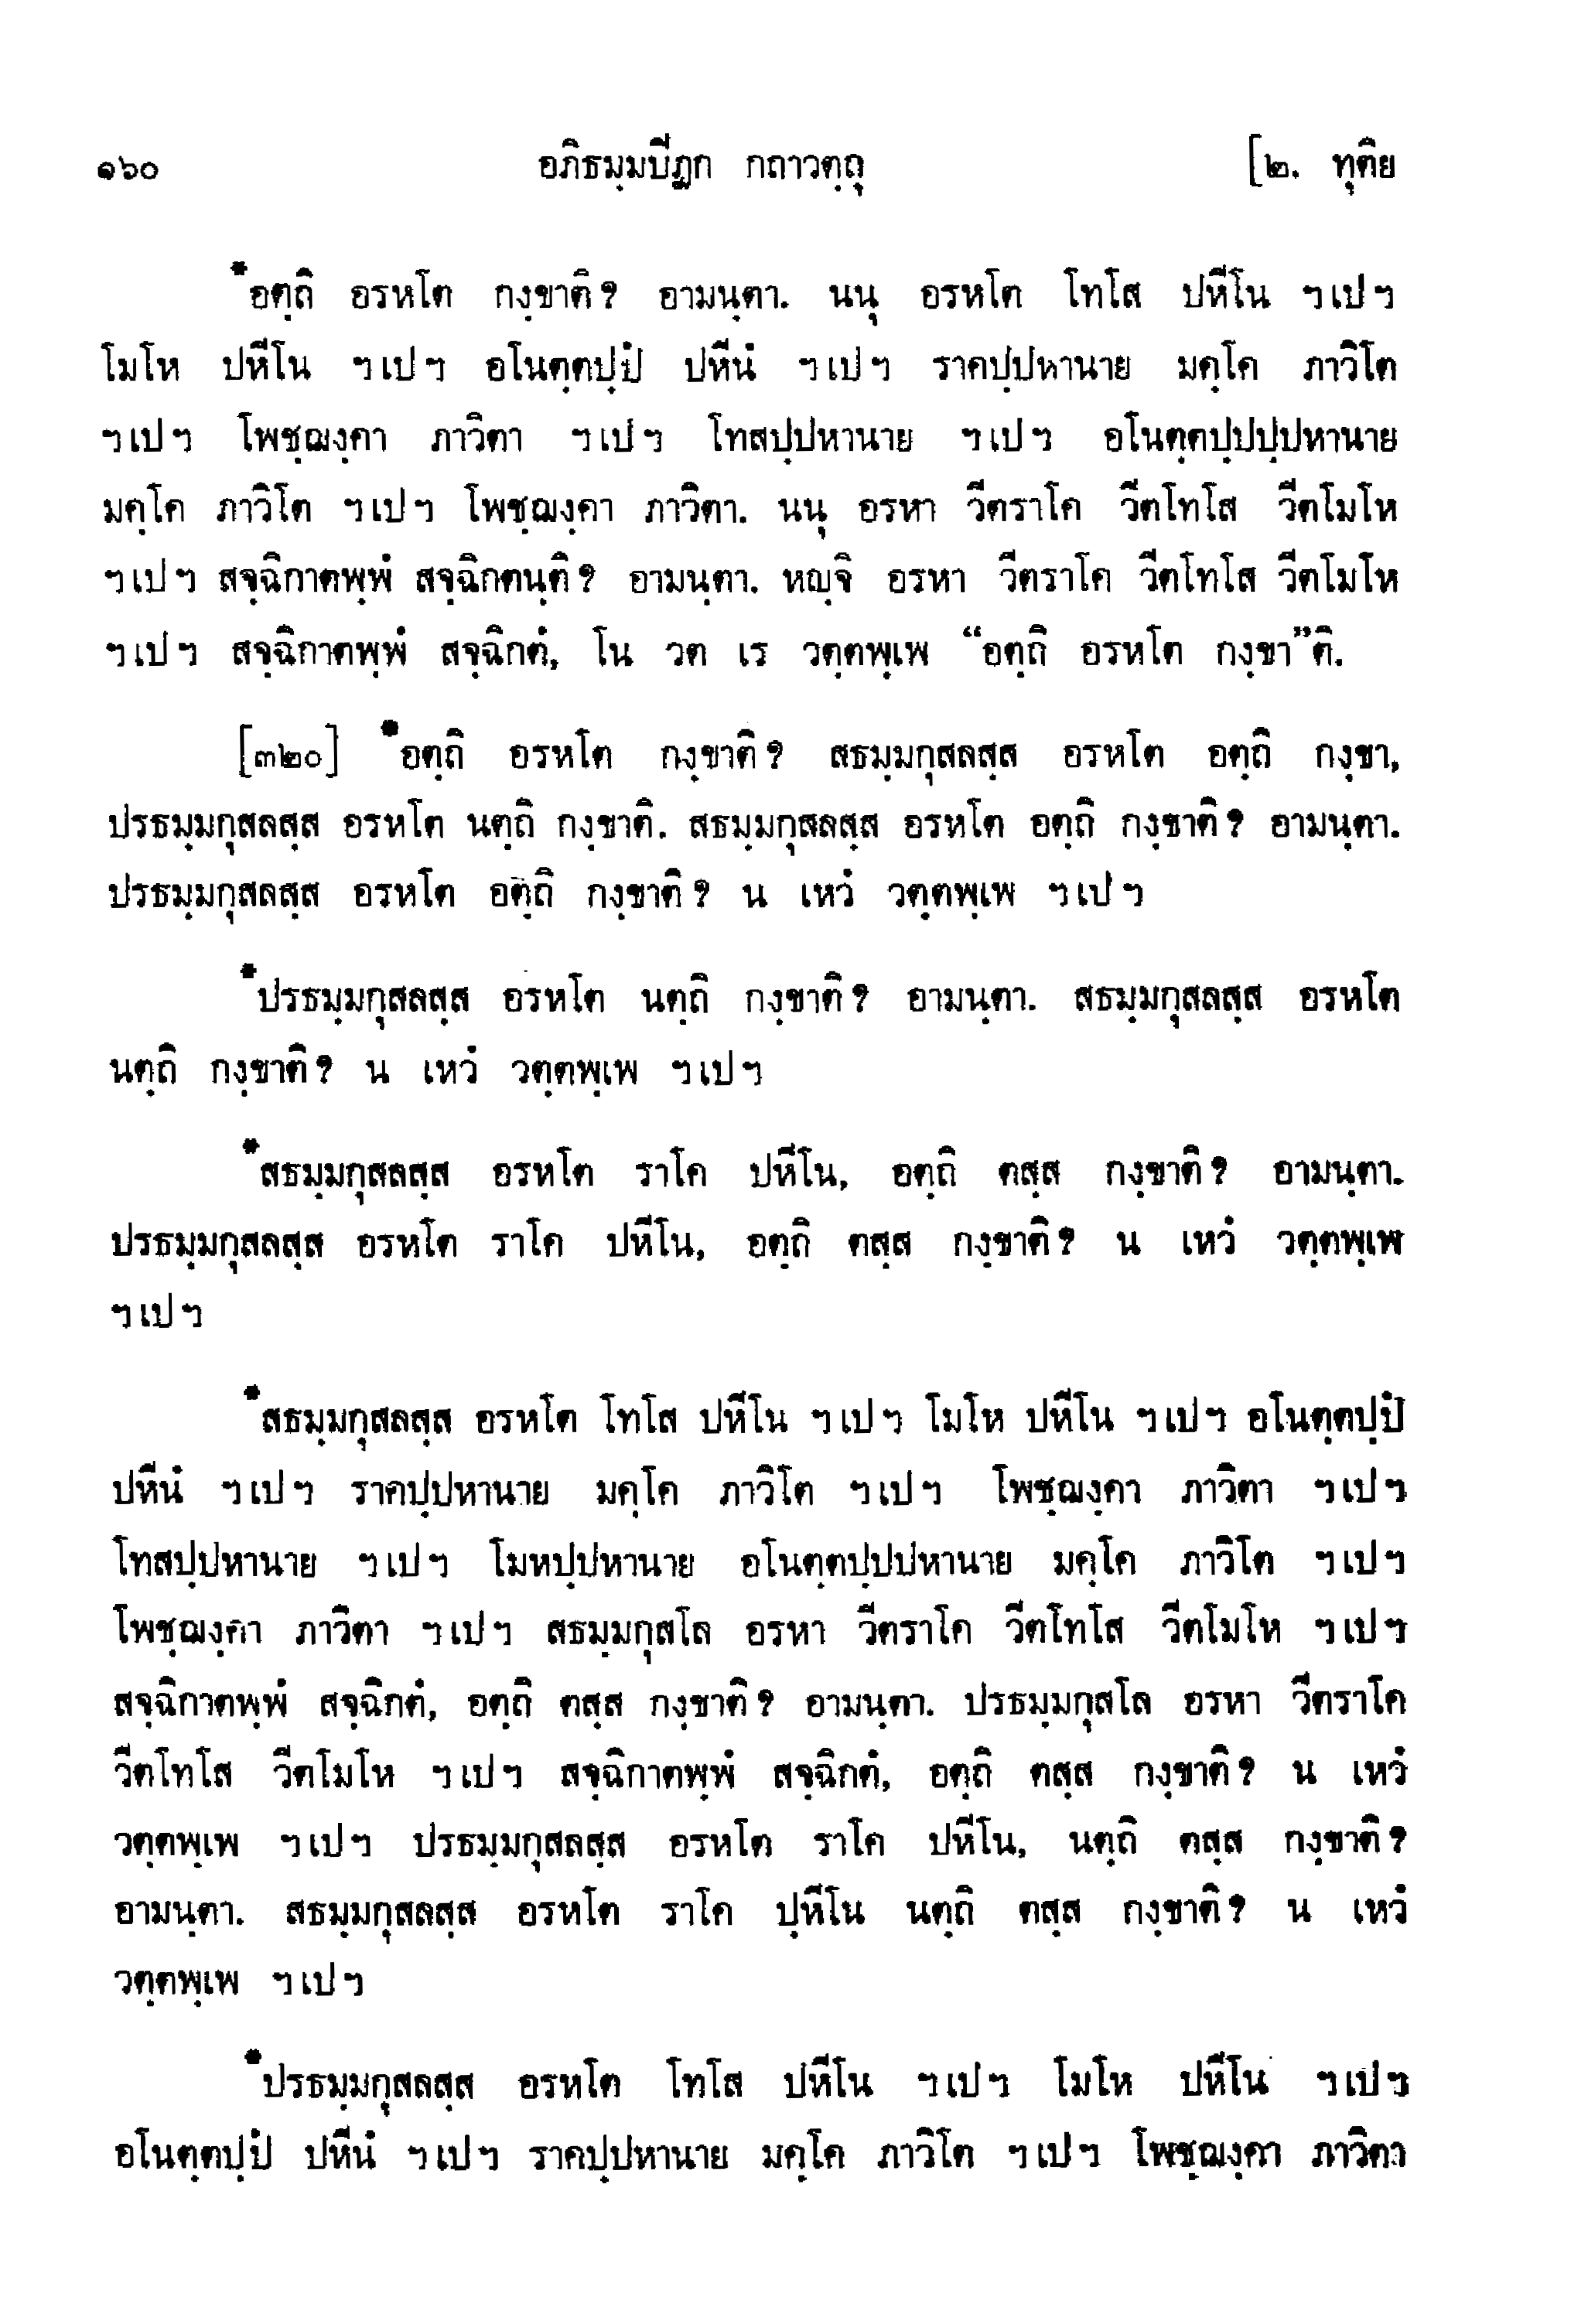 ๑๖๐ อภิธมฺมปีฏก กถาวตฺถุ [๒. ทุติย
*อตฺถิ อรหโต กงฺขาติ? อามนฺตา. นนุ อรหโต โทโส ปหีโน ฯเปฯ
โมโห ปหีโน ฯเปฯ อโนตฺตปฺปํ ปหีนํ ฯเปฯ ราคปฺปหานาย มคฺโค ภาวิโต
ฯเปฯ โพชฺฌงฺคา ภาวิตา ฯเปฯ โทสปฺปหานาย ฯเปฯ อโนตฺตปฺปปฺปหานาย
มคฺโค ภาวิโต ฯเปฯ โพชฺฌงฺคา ภาวิตา. นนุ อรหา วีตราโค วีตโทโส วีตโมโห
ฯเปฯ สจฺฉิกาตพฺพํ สจฺฉิกตนฺติ? อามนฺตา. หญฺจิ อรหา วีตราโค วีตโทโส วีตโมโห
ฯเปฯ สจฺฉิกาตพฺพํ สจฺฉิกตํ, โน วต เร วตฺตพฺเพ “อตฺถิ อรหโต กงฺขา”ติ.
[๓๒๐] *อตฺถิ อรหโต กงฺขาติ? สธมฺมกุสลสฺส อรหโต อตฺถิ กงฺขา,
ปรธมฺมกุสลสฺส อรหโต นตฺถิ กงฺขาติ. สธมฺมกุสลสฺส อรหโต อตฺถิ กงฺขาติ? อามนฺตา.
ปรธมฺมกุสลสฺส อรหโต อตฺถิ กงฺขาติ? น เหวํ วตฺตพฺเพ ฯเปฯ
*ปรธมฺมกุสลสฺส อรหโต นตฺถิ กงฺขาติ? อามนฺตา. สธมฺมกุสลสฺส อรหโต
นตฺถิ กงฺขาติ? น เหวํ วตฺตพฺเพ ฯเปฯ
*สธมฺมกุสลสฺส อรหโต ราโค ปหีโน, อตฺถิ ตสฺส กงฺขาติ? อามนฺตา.
ปรธมฺมกุสลสฺส อรหโต ราโค ปหีโน, อตฺถิ ตสฺส กงฺขาติ? น เหวํ วตฺตพฺเพ
ฯเปฯ
*สธมฺมกุสลสฺส อรหโต โทโส ปหีโน ฯเปฯ โมโห ปหีโน ฯเปฯ อโนตฺตปฺปํ
ปหีนํ ฯเปฯ ราคปฺปหานาย มคฺโค ภาวิโต ฯเปฯ โพชฺฌงฺคา ภาวิตา ฯเปฯ
โทสปฺปหานาย ฯเปฯ โมหปฺปหานาย อโนตฺตปฺปปหานาย มคฺโค ภาวิโต ฯเปฯ
โพชฺฌงฺคา ภาวิตา ฯเปฯ สธมฺมกุสโล อรหา วีตราโค วีตโทโส วีตโมโห ฯเปฯ
สจฺฉิกาตพฺพํ สจฺฉิกตํ, อตฺถิ ตสฺส กงฺขาติ? อามนฺตา. ปรธมฺมกุสโล อรหา วีตราโค
วีตโทโส วีตโมโห ฯเปฯ สจฺฉิกาตพฺพํ สจฺฉิกตํ, อตฺถิ ตสฺส กงฺขาติ? น เหวํ
วตฺตพฺเพ ฯเปฯ ปรธมฺมกุสลสฺส อรหโต ราโค ปหีโน, นตฺถิ ตสฺส กงฺขาติ?
อามนฺตา. สธมฺมกุสลสฺส อรหโต ราโค ปฺหีโน นตฺถิ ตสฺส กงฺขาติ? น เหวํ
วตฺตพฺเพ ฯเปฯ
*ปรธมฺมกุสลสฺส อรหโต โทโส ปหีโน ฯเปฯ โมโห ปหีโน ฯเปฯ
อโนตฺตปฺปํ ปหีนํ ฯเปฯ ราคปฺปหานาย มคฺโค ภาวิโต ฯเปฯ โพชฺฌงฺคา ภาวิตา